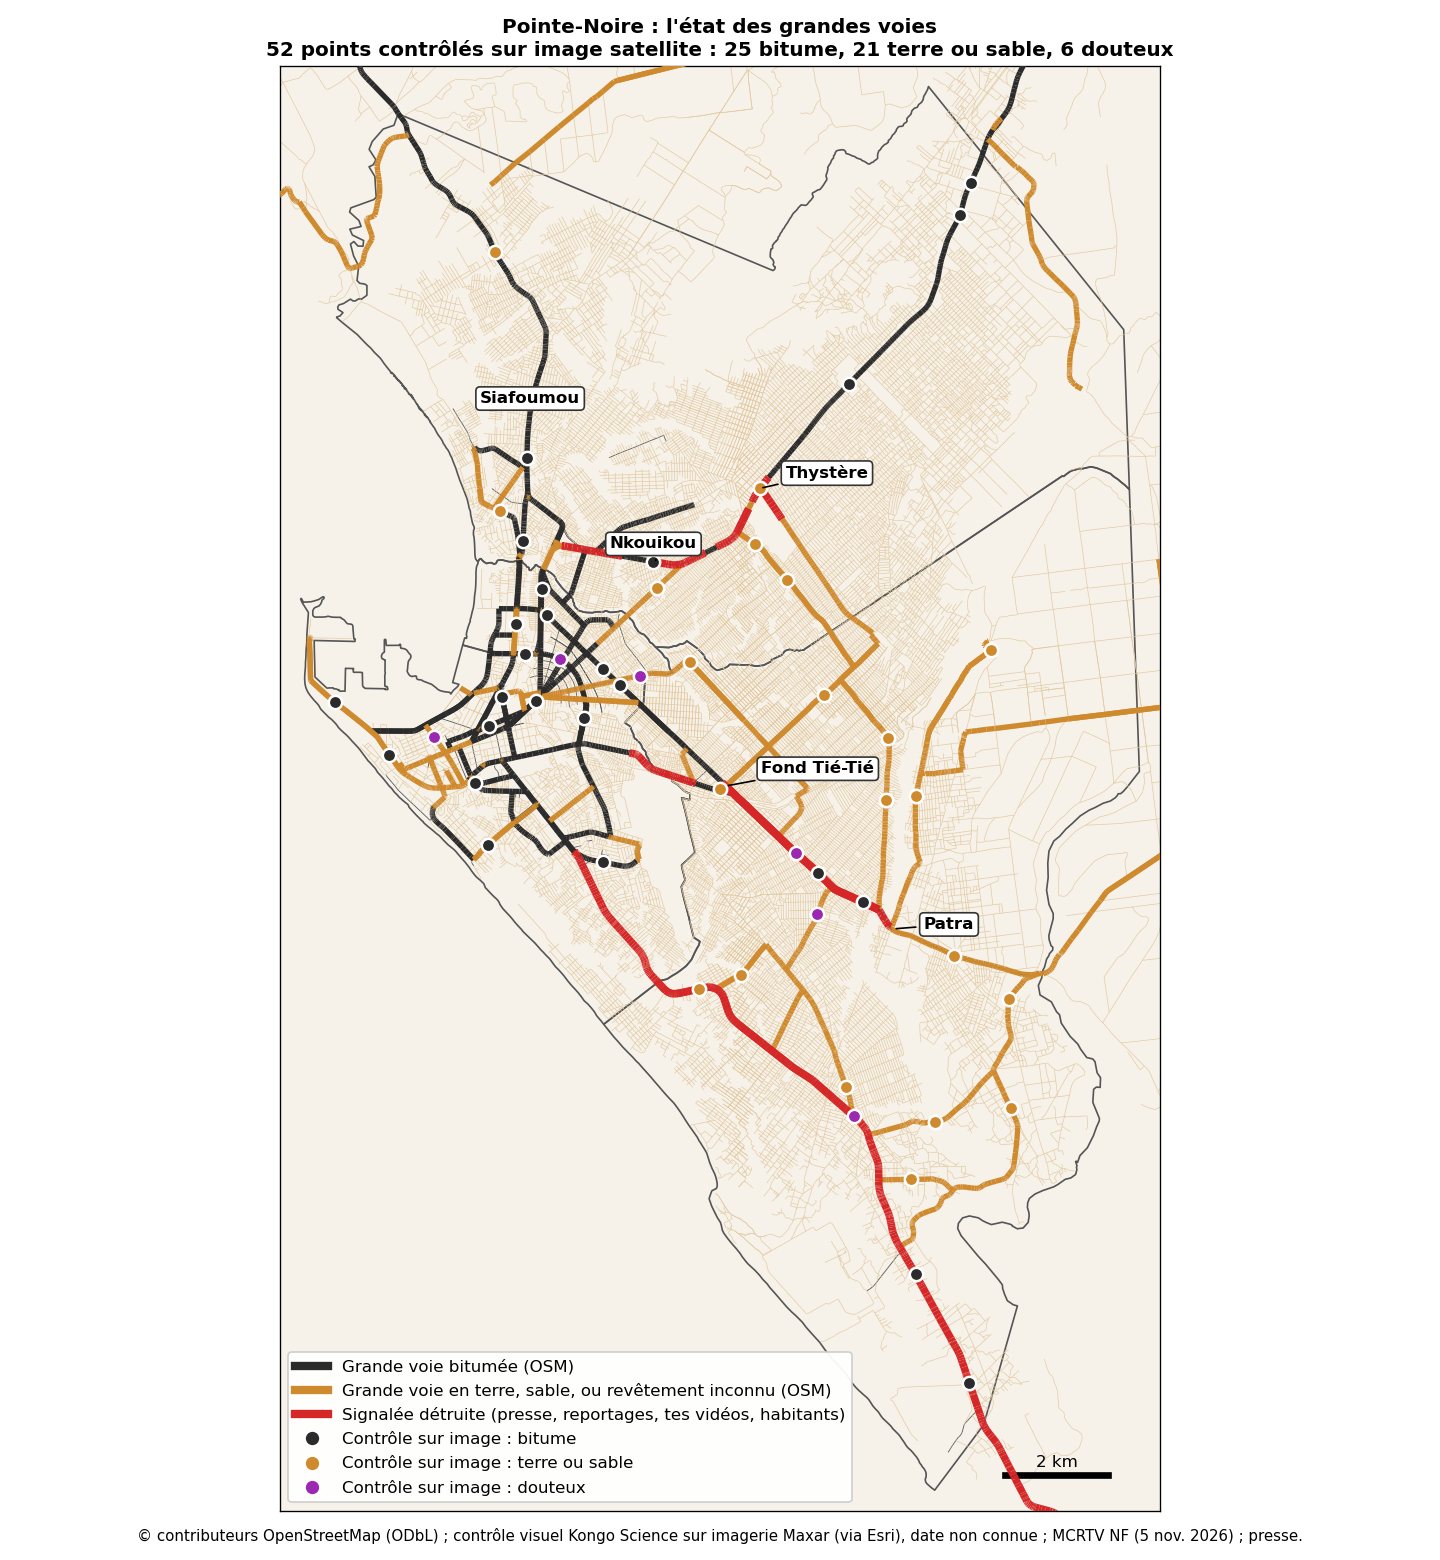 Pointe-Noire : l'état des grandes voies
52 points contrôlés sur image satellite : 25 bitume, 21 terre ou sable, 6 douteux
Siafoumou
Thystère
Nkouikou
Fond Tié-Tié
Patra
Grande voie bitumée (OSM)
Grande voie en terre, sable, ou revêtement inconnu (OSM)
Signalée détruite (presse, reportages, tes vidéos, habitants)
Contrôle sur image : bitume
Contrôle sur image : terre ou sable
Contrôle sur image : douteux
2 km
© contributeurs OpenStreetMap (ODbL) ; contrôle visuel Kongo Science sur imagerie Maxar (via Esri), date non connue ; MCRTV NF (5 nov. 2026) ; presse.